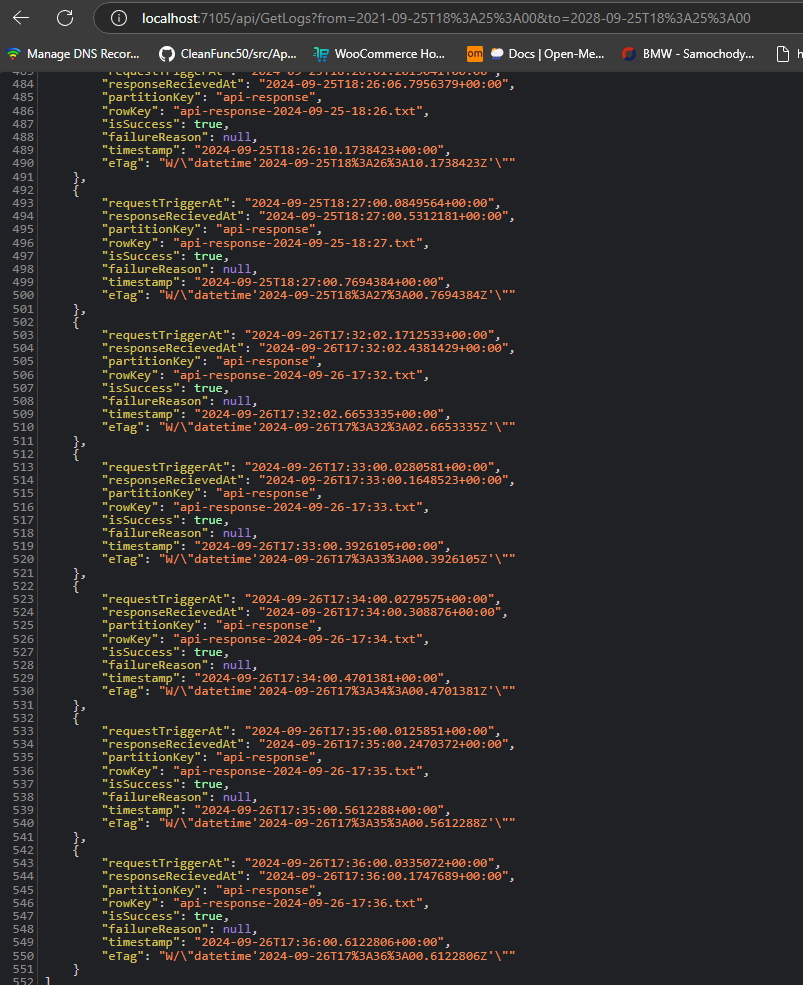 localhost:7105/api/GetLogs?from=2021-09-25T18%3A25%3A00&to=2028-09-25T18%3A25%3A00
Manage DNS Recor... CleanFunc50/src/Ap... WooCommerce Ho... om Docs | Open-Me... BMW - Samochody... h
483 "requestTriggerAt": "2024-09-25T18:26:01.2615041+00:00",
484 "responseRecievedAt": "2024-09-25T18:26:06.7956379+00:00",
485 "partitionKey": "api-response",
486 "rowKey": "api-response-2024-09-25-18:26.txt",
487 "isSuccess": true,
488 "failureReason": null,
489 "timestamp": "2024-09-25T18:26:10.1738423+00:00",
490 "eTag": "W/\"datetime'2024-09-25T18%3A26%3A10.1738423Z'\""
491 },
492 {
493 "requestTriggerAt": "2024-09-25T18:27:00.0849564+00:00",
494 "responseRecievedAt": "2024-09-25T18:27:00.5312181+00:00",
495 "partitionKey": "api-response",
496 "rowKey": "api-response-2024-09-25-18:27.txt",
497 "isSuccess": true,
498 "failureReason": null,
499 "timestamp": "2024-09-25T18:27:00.7694384+00:00",
500 "eTag": "W/\"datetime'2024-09-25T18%3A27%3A00.7694384Z'\""
501 },
502 {
503 "requestTriggerAt": "2024-09-26T17:32:02.1712533+00:00",
504 "responseRecievedAt": "2024-09-26T17:32:02.4381429+00:00",
505 "partitionKey": "api-response",
506 "rowKey": "api-response-2024-09-26-17:32.txt",
507 "isSuccess": true,
508 "failureReason": null,
509 "timestamp": "2024-09-26T17:32:02.6653335+00:00",
510 "eTag": "W/\"datetime'2024-09-26T17%3A32%3A02.6653335Z'\""
511 },
512 {
513 "requestTriggerAt": "2024-09-26T17:33:00.0280581+00:00",
514 "responseRecievedAt": "2024-09-26T17:33:00.1648523+00:00",
515 "partitionKey": "api-response",
516 "rowKey": "api-response-2024-09-26-17:33.txt",
517 "isSuccess": true,
518 "failureReason": null,
519 "timestamp": "2024-09-26T17:33:00.3926105+00:00",
520 "eTag": "W/\"datetime'2024-09-26T17%3A33%3A00.3926105Z'\""
521 },
522 {
523 "requestTriggerAt": "2024-09-26T17:34:00.0279575+00:00",
524 "responseRecievedAt": "2024-09-26T17:34:00.308876+00:00",
525 "partitionKey": "api-response",
526 "rowKey": "api-response-2024-09-26-17:34.txt",
527 "isSuccess": true,
528 "failureReason": null,
529 "timestamp": "2024-09-26T17:34:00.4701381+00:00",
530 "eTag": "W/\"datetime'2024-09-26T17%3A34%3A00.4701381Z'\""
531 },
532 {
533 "requestTriggerAt": "2024-09-26T17:35:00.0125851+00:00",
534 "responseRecievedAt": "2024-09-26T17:35:00.2470372+00:00",
535 "partitionKey": "api-response",
536 "rowKey": "api-response-2024-09-26-17:35.txt",
537 "isSuccess": true,
538 "failureReason": null,
539 "timestamp": "2024-09-26T17:35:00.5612288+00:00",
540 "eTag": "W/\"datetime'2024-09-26T17%3A35%3A00.5612288Z'\""
541 },
542 {
543 "requestTriggerAt": "2024-09-26T17:36:00.0335072+00:00",
544 "responseRecievedAt": "2024-09-26T17:36:00.1747689+00:00",
545 "partitionKey": "api-response",
546 "rowKey": "api-response-2024-09-26-17:36.txt",
547 "isSuccess": true,
548 "failureReason": null,
549 "timestamp": "2024-09-26T17:36:00.6122806+00:00",
550 "eTag": "W/\"datetime'2024-09-26T17%3A36%3A00.6122806Z'\""
551 }
552 ]